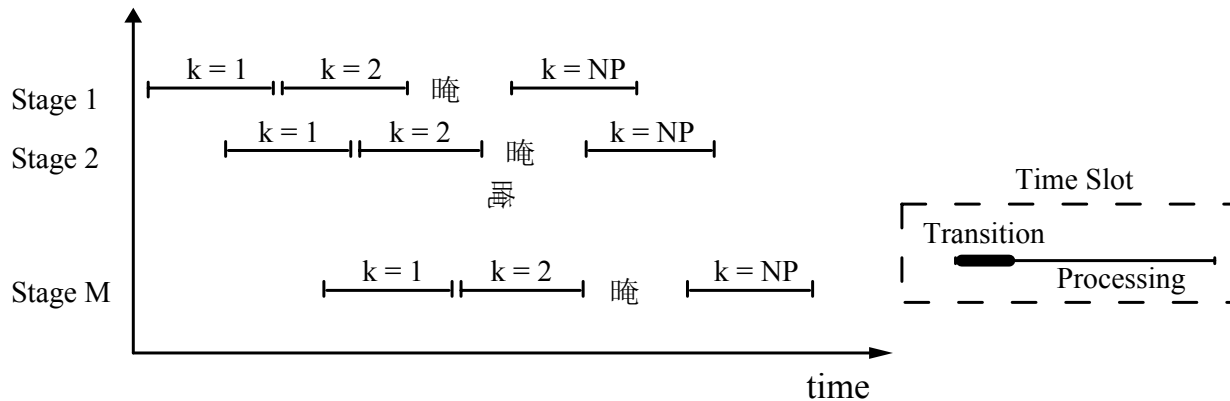 k = 1 k = 2 晻 k = NP
Stage 1
k = 1 k = 2 晻 k = NP
Stage 2
晻
Time Slot
Transition
k = 1 k = 2 晻 k = NP
Stage M
Processing
time